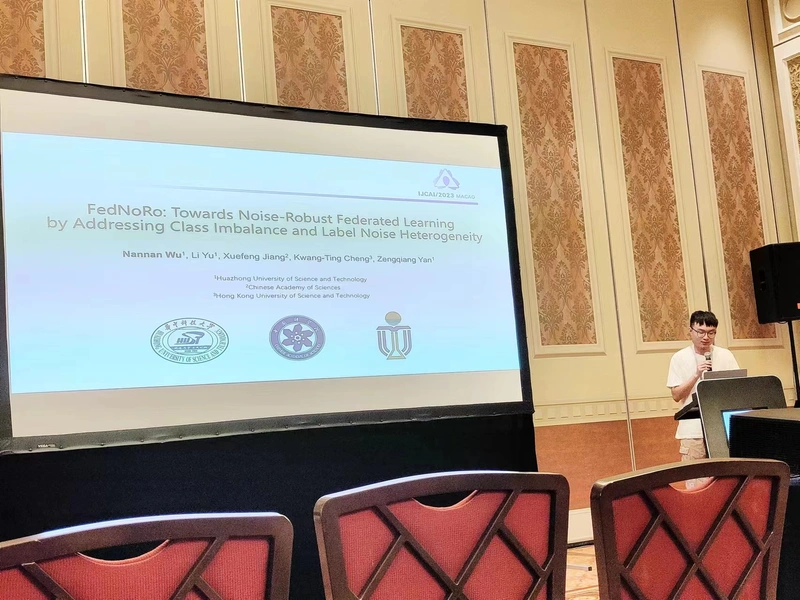 IJCAI/2023 MACAO
FedNoRo: Towards Noise-Robust Federated Learning
by Addressing Class Imbalance and Label Noise Heterogeneity
Nannan Wu¹, Li Yu¹, Xuefeng Jiang², Kwang-Ting Cheng³, Zengqiang Yan¹
¹Huazhong University of Science and Technology
²Chinese Academy of Sciences
³Hong Kong University of Science and Technology